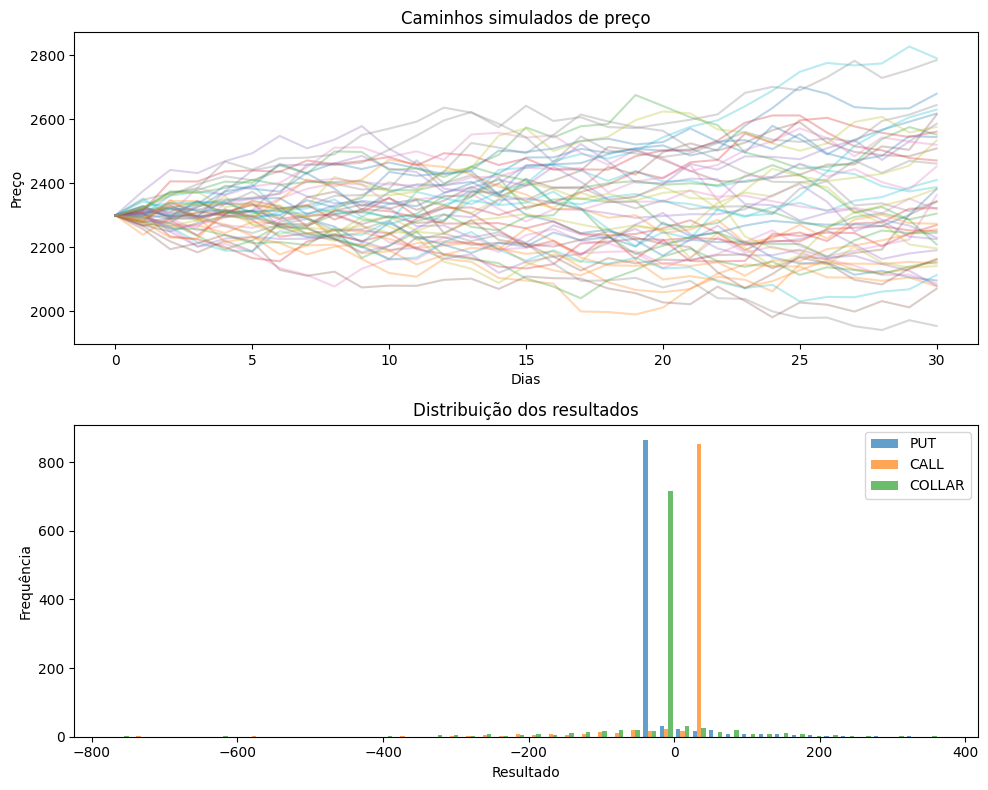 Caminhos simulados de preço
Preço
2800
2600
2400
2200
2000
0 5 10 15 20 25 30
Dias
Distribuição dos resultados
Frequência
800
600
400
200
0
PUT
CALL
COLLAR
−800 −600 −400 −200 0 200 400
Resultado